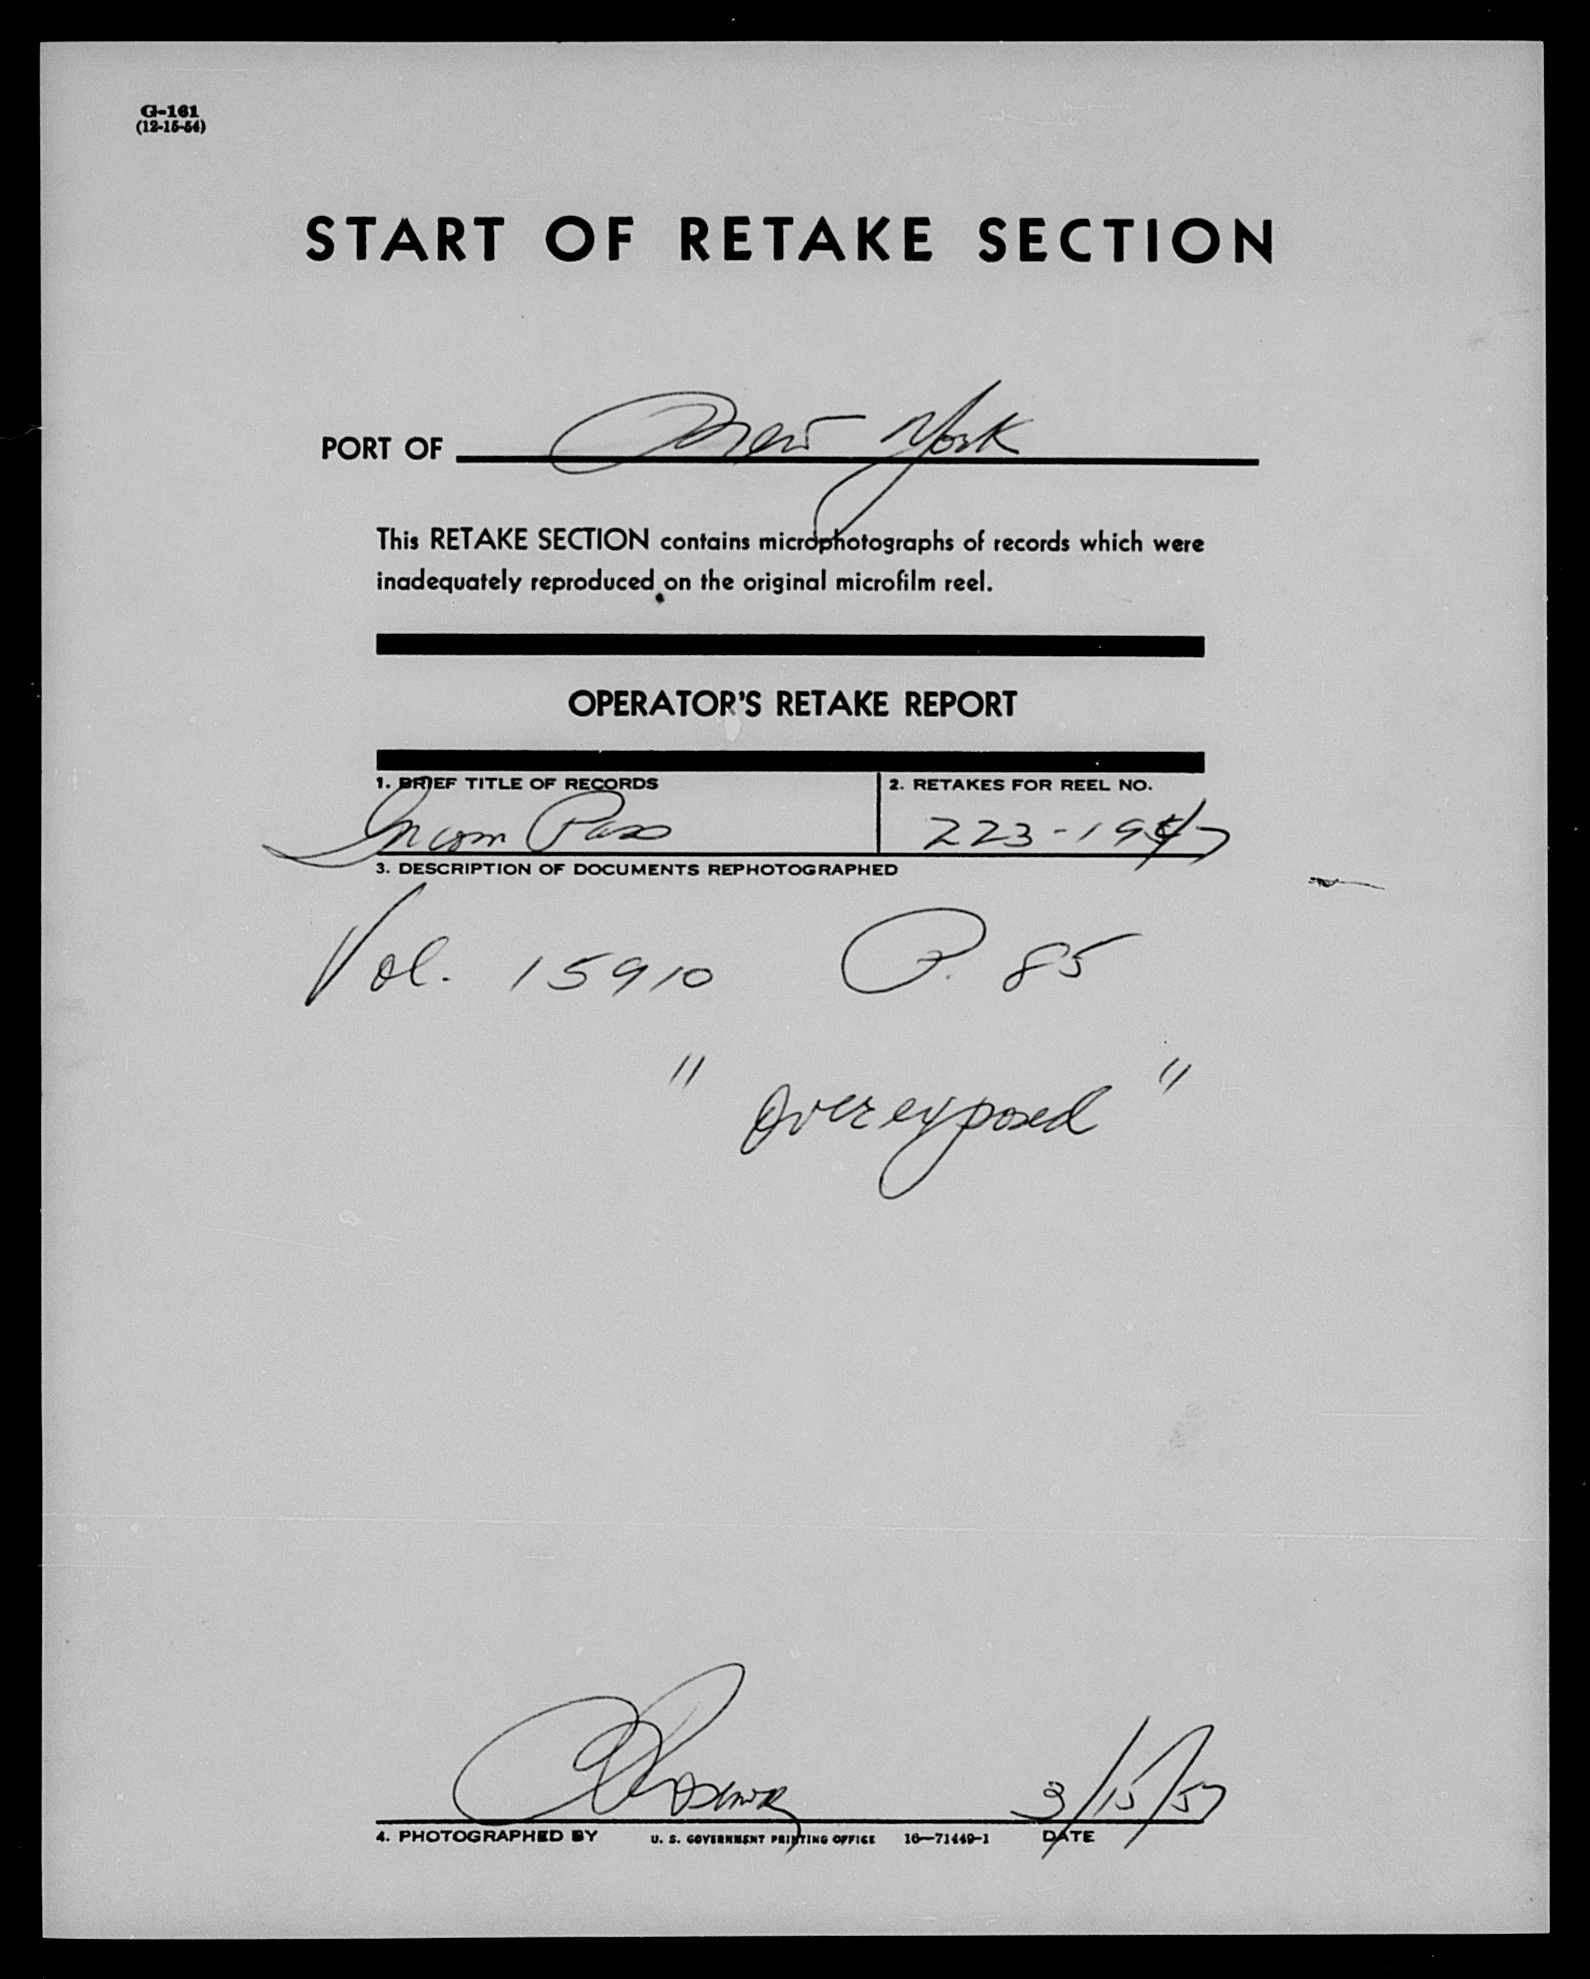 G-161
(12-15-54)
START OF RETAKE SECTION
PORT OF New York
This RETAKE SECTION contains microphotographs of records which were
inadequately reproduced on the original microfilm reel.
OPERATOR'S RETAKE REPORT
1. BRIEF TITLE OF RECORDS
Incom Pass
2. RETAKES FOR REEL NO.
223-1947
3. DESCRIPTION OF DOCUMENTS REPHOTOGRAPHED
Vol. 15910 P. 85
" overexposed "
3/15/57
4. PHOTOGRAPHED BY U. S. GOVERNMENT PRINTING OFFICE 16—71449-1 DATE